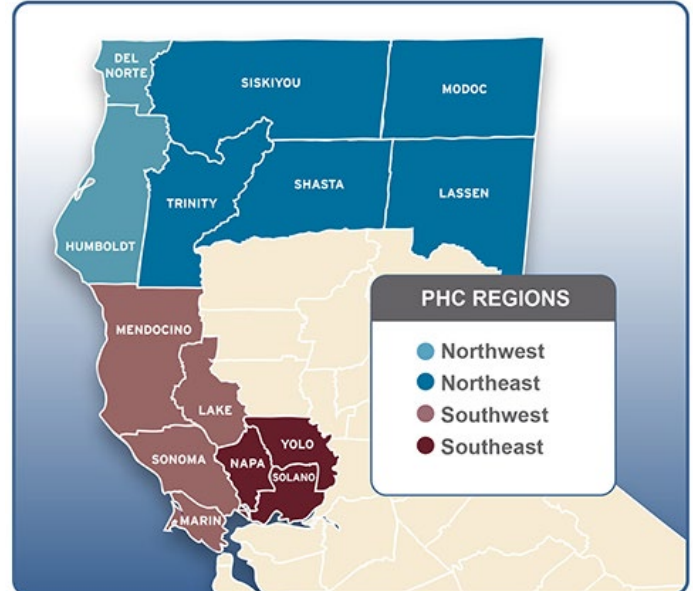 DEL
NORTE
SISKIYOU
MODOC
TRINITY
SHASTA
LASSEN
HUMBOLDT
MENDOCINO
LAKE
SONOMA
NAPA
YOLO
SOLANO
MARIN
PHC REGIONS
Northwest
Northeast
Southwest
Southeast